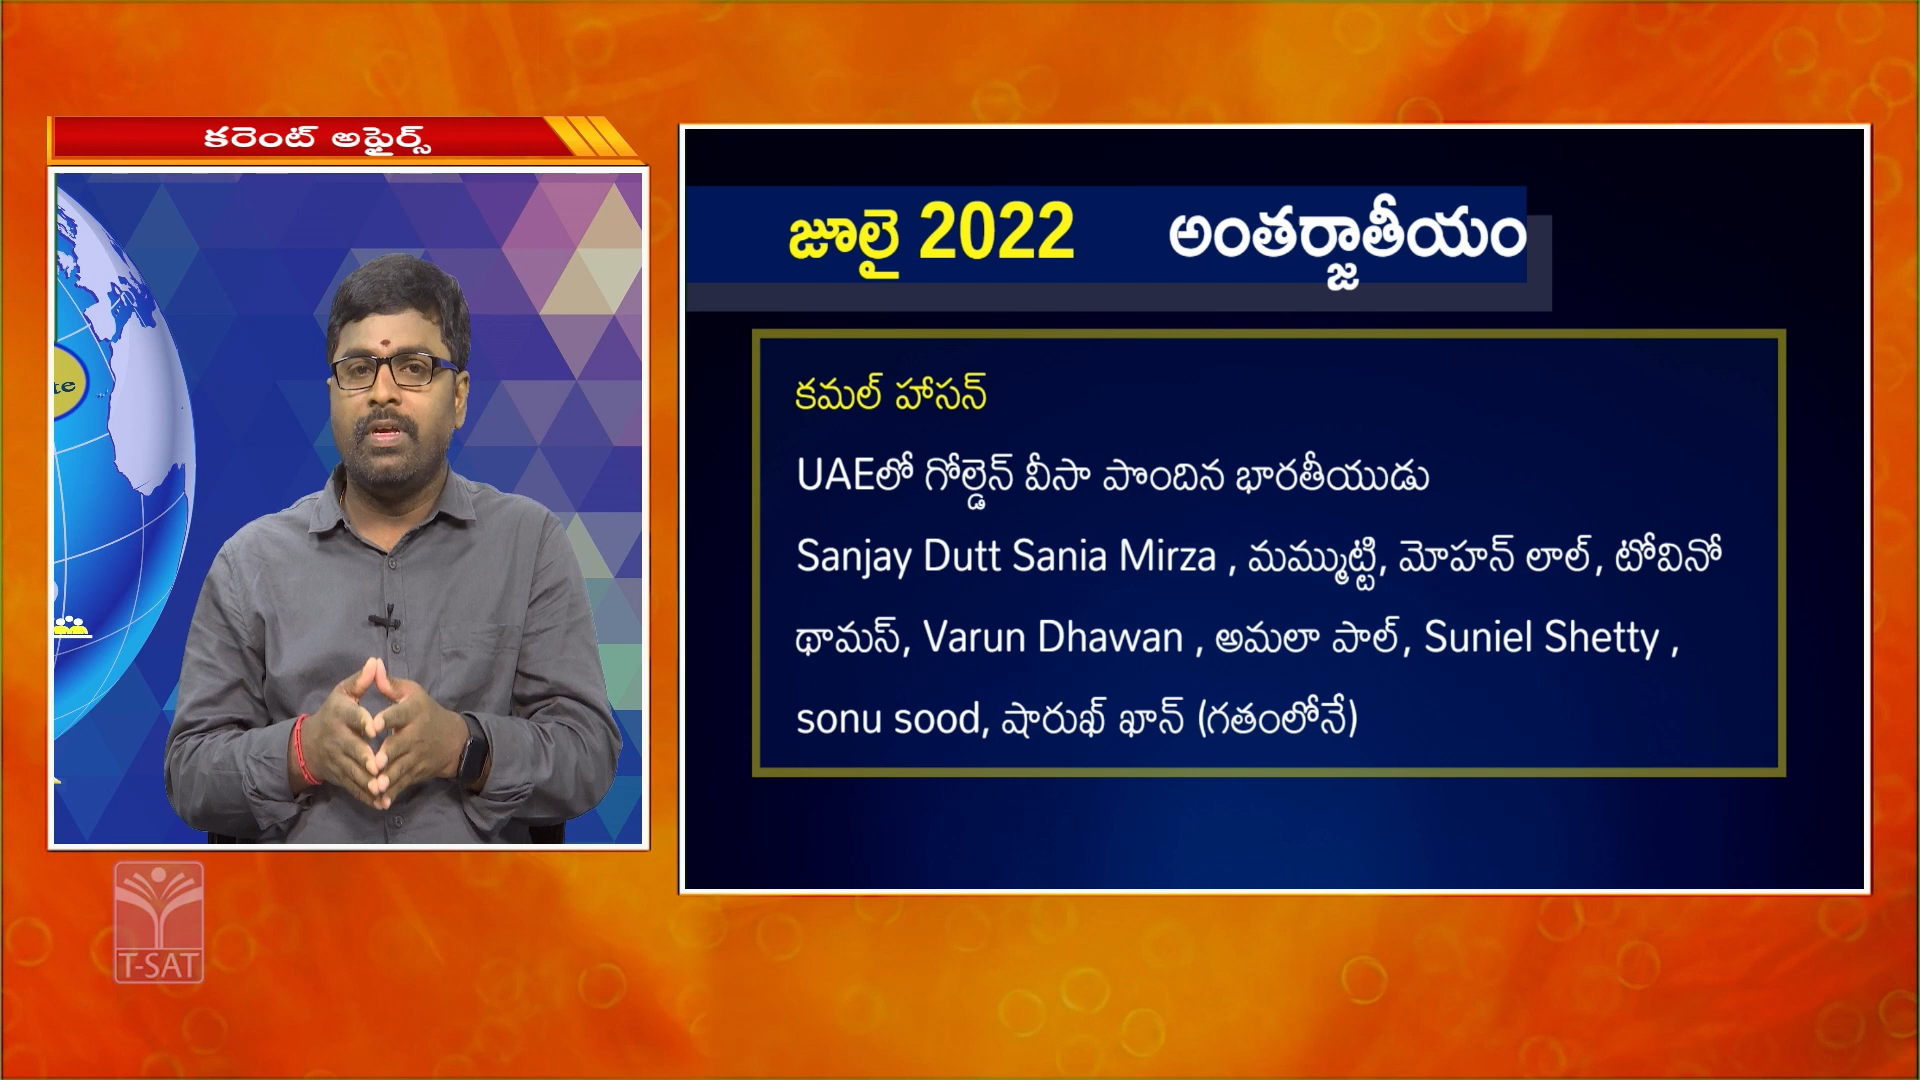 కరెంట్ అఫైర్స్
జూలై 2022 అంతర్జాతీయం
కమల్ హాసన్
UAEలో గోల్డెన్ వీసా పొందిన భారతీయుడు
Sanjay Dutt Sania Mirza , మమ్ముట్టి, మోహన్ లాల్, టోవినో
థామస్, Varun Dhawan , అమలా పాల్, Suniel Shetty ,
sonu sood, షారుఖ్ ఖాన్ (గతంలోనే)
te
T-SAT